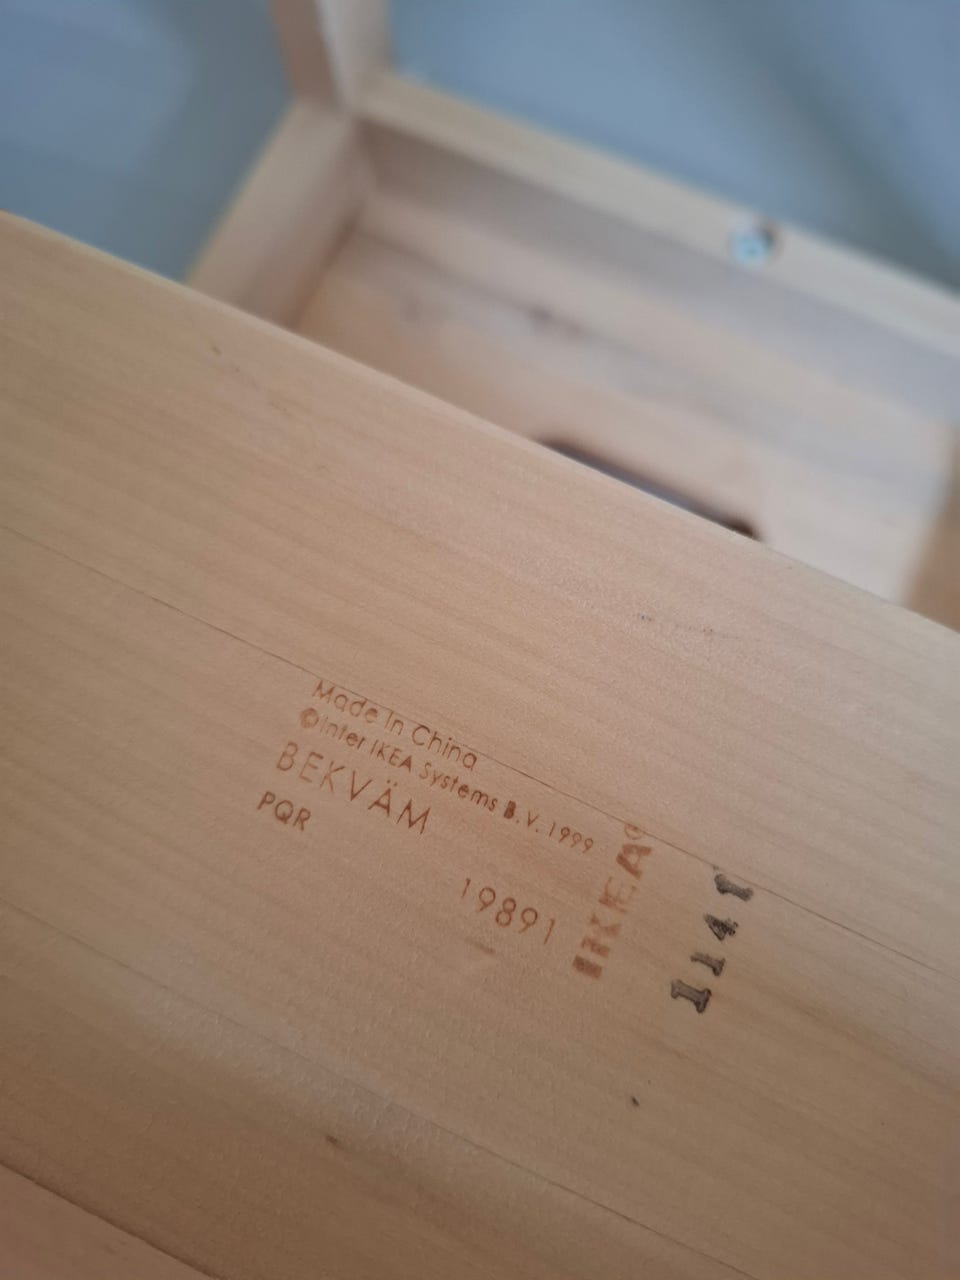 Made in China
©Inter IKEA Systems B.V. 1999
BEKVÄM
PQR
19891
IKEA®